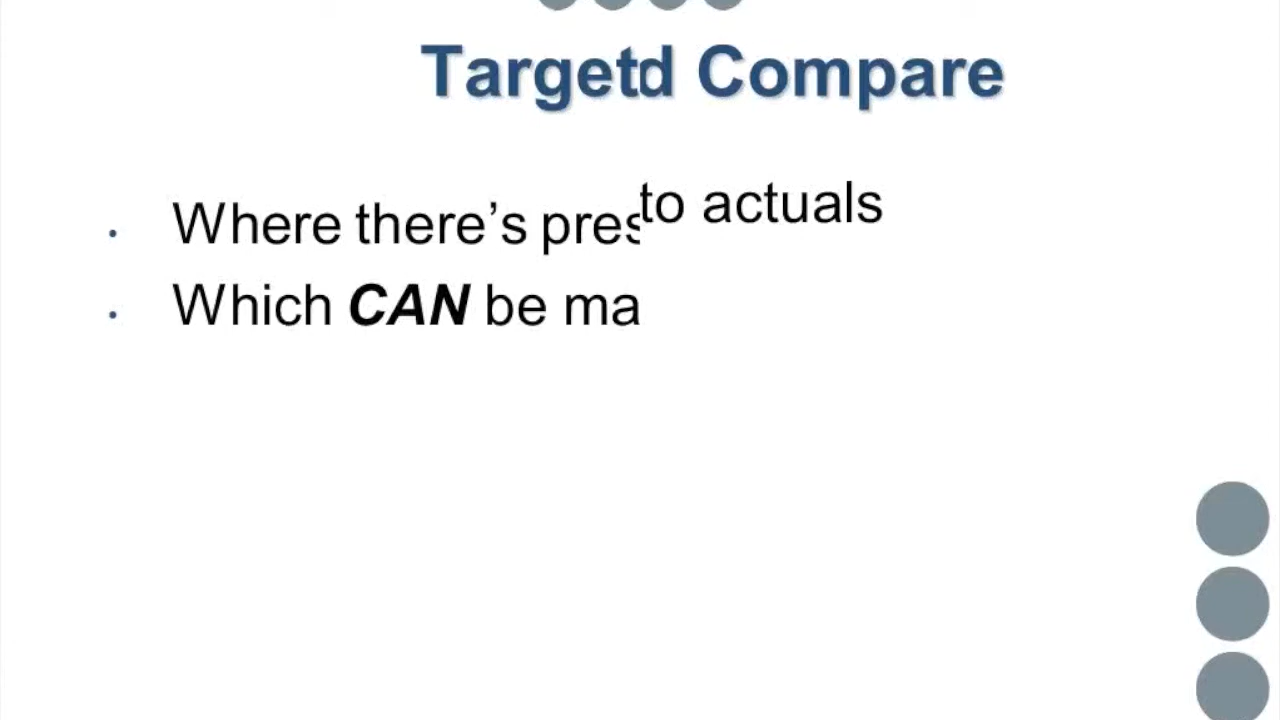 Targetd Compare
Where there's pres to actuals
Which CAN be ma